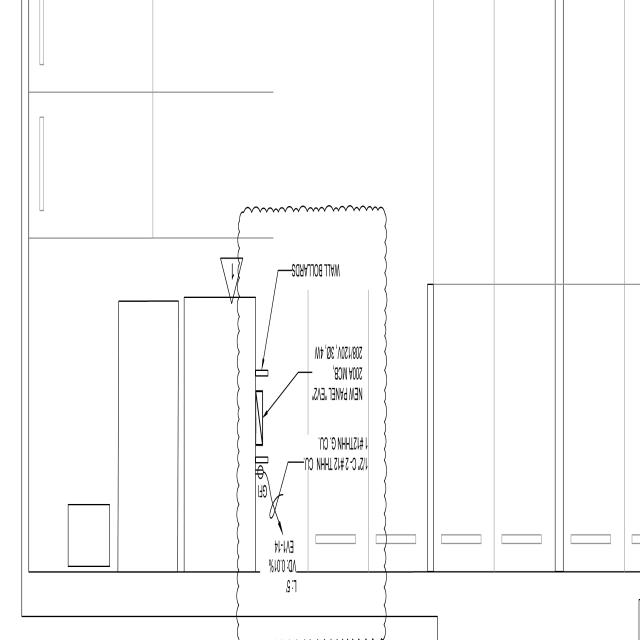 L: 5'
VD: 0.01%
EV1-14
GFI
1/2" C- 2 #12 THHN CU.
1 #12THHN G. CU.
NEW PANEL "EV2"
200A MCB,
208/120V, 3Ø, 4W
WALL BOLLARDS
1